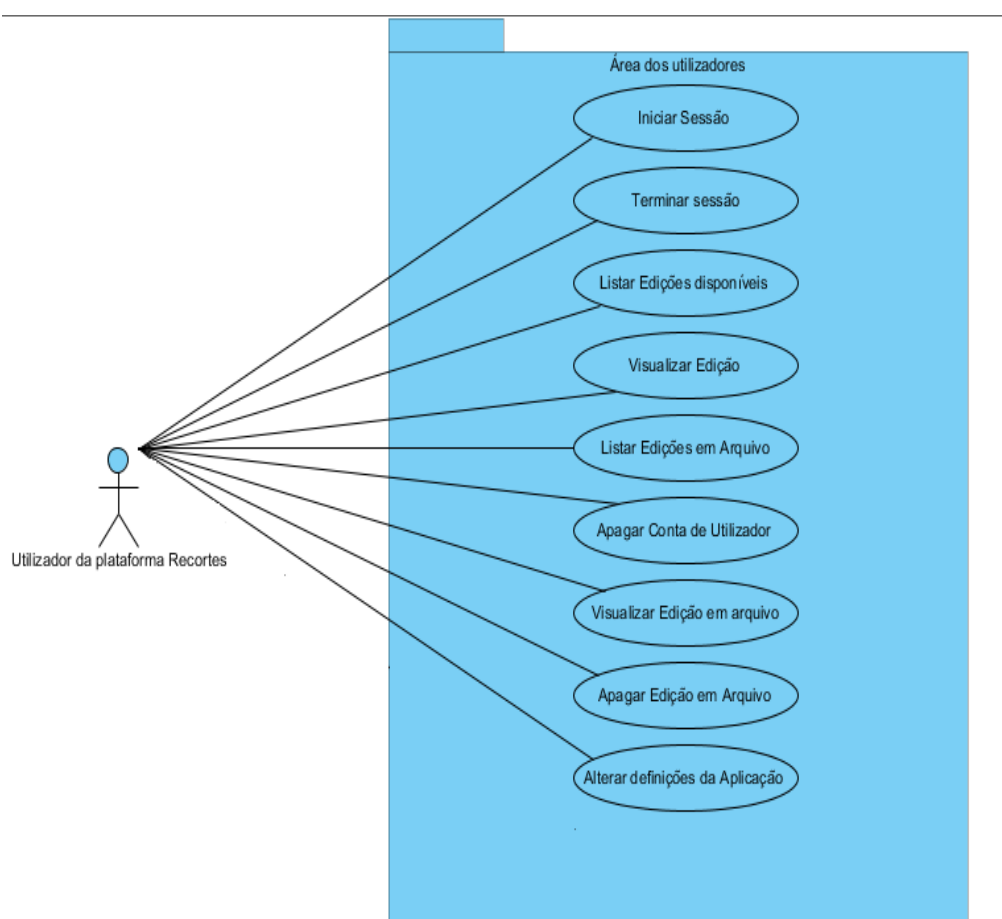 Área dos utilizadores
Iniciar Sessão
Terminar sessão
Listar Edições disponíveis
Visualizar Edição
Listar Edições em Arquivo
Apagar Conta de Utilizador
Utilizador da plataforma Recortes
Visualizar Edição em arquivo
Apagar Edição em Arquivo
Alterar definições da Aplicação